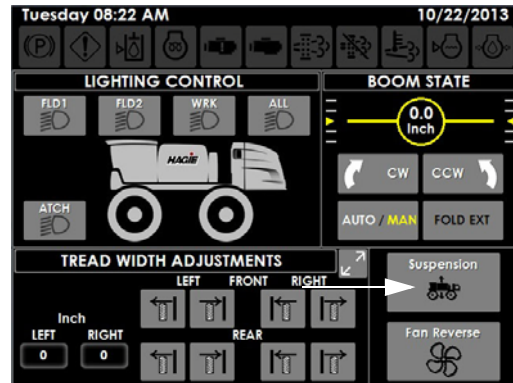 Tuesday 08:22 AM 10/22/2013
LIGHTING CONTROL
FLD1 FLD2 WRK ALL
HAGIE
ATCH
BOOM STATE
0.0
Inch
CW CCW
AUTO / MAN FOLD EXT
TREAD WIDTH ADJUSTMENTS
LEFT FRONT RIGHT
Inch
LEFT RIGHT
0 0
REAR
Suspension
Fan Reverse